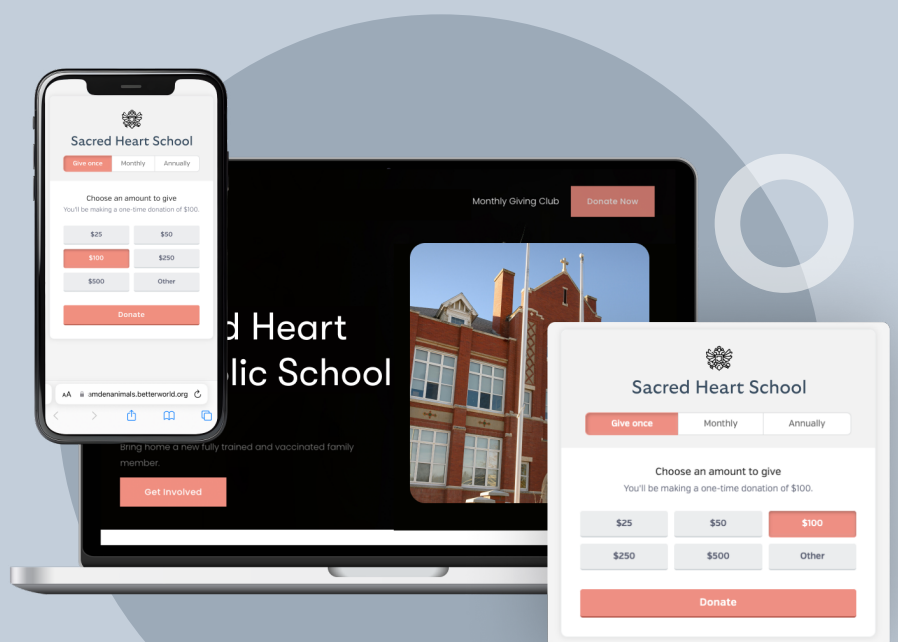 Sacred Heart School
Give once Monthly Annually
Choose an amount to give
You'll be making a one-time donation of $100.
$25 $50
$100 $250
$500 Other
Donate
AA amdenanimals.betterworld.org
Monthly Giving Club Donate Now
d Heart
lic School
Bring home a new fully trained and vaccinated family
member.
Get Involved
Sacred Heart School
Give once Monthly Annually
Choose an amount to give
You'll be making a one-time donation of $100.
$25 $50 $100
$250 $500 Other
Donate